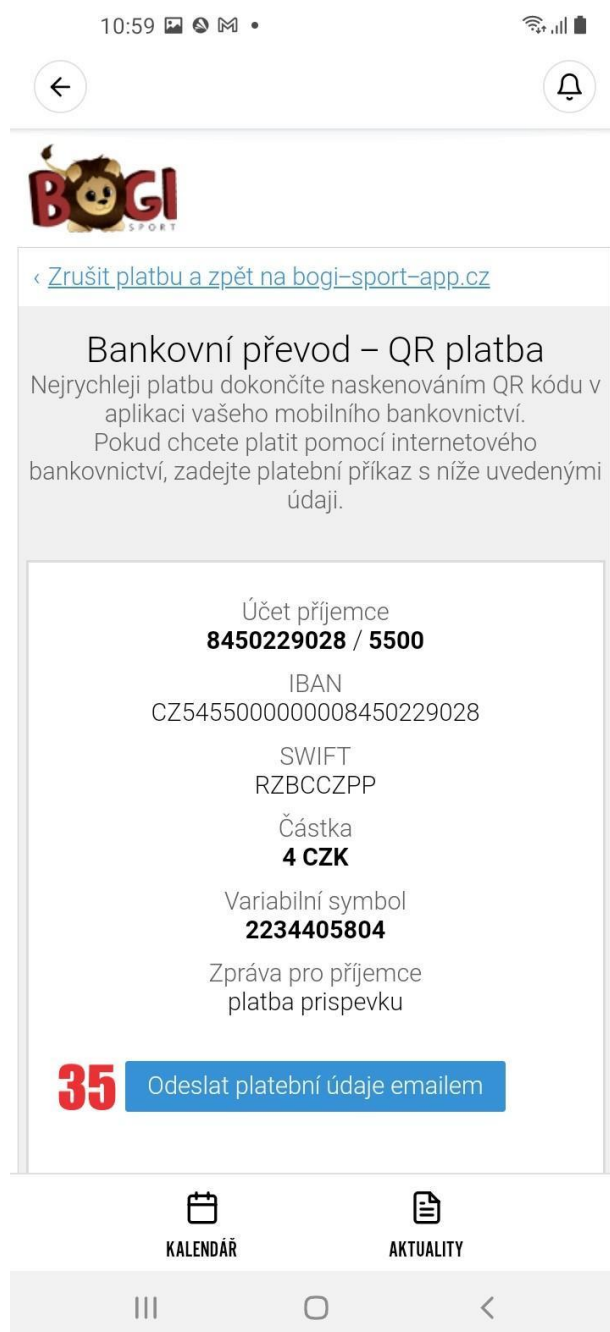 10:59
BOGI
SPORT
‹ Zrušit platbu a zpět na bogi–sport–app.cz
Bankovní převod – QR platba
Nejrychleji platbu dokončíte naskenováním QR kódu v
aplikaci vašeho mobilního bankovnictví.
Pokud chcete platit pomocí internetového
bankovnictví, zadejte platební příkaz s níže uvedenými
údaji.
Účet příjemce
8450229028 / 5500
IBAN
CZ5455000000008450229028
SWIFT
RZBCCZPP
Částka
4 CZK
Variabilní symbol
2234405804
Zpráva pro příjemce
platba prispevku
35 Odeslat platební údaje emailem
KALENDÁŘ AKTUALITY